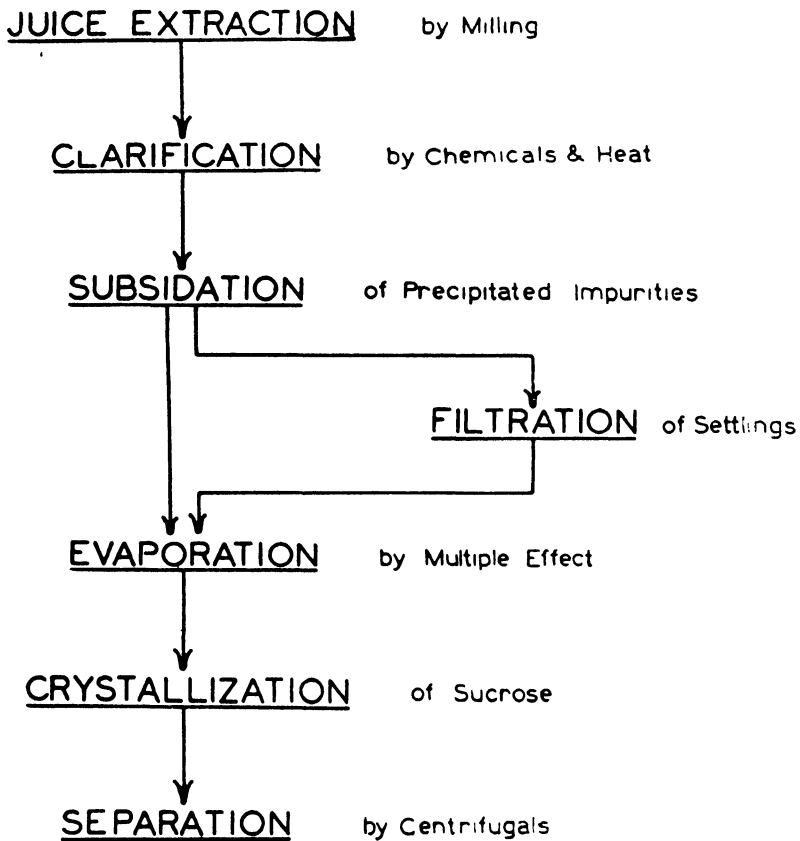 JUICE EXTRACTION by Milling
CLARIFICATION by Chemicals & Heat
SUBSIDATION of Precipitated Impurities
FILTRATION of Settlings
EVAPORATION by Multiple Effect
CRYSTALLIZATION of Sucrose
SEPARATION by Centrifugals